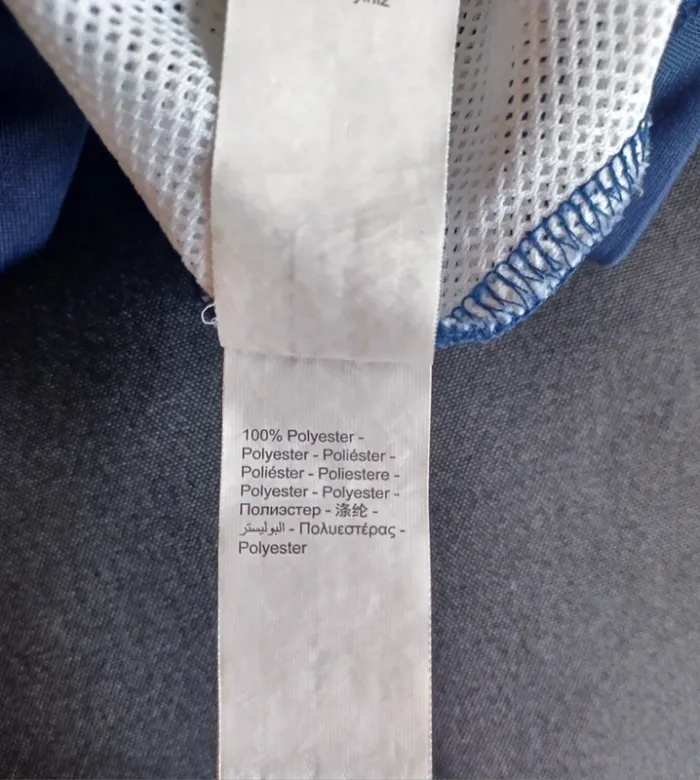 100% Polyester -
Polyester - Poliéster -
Poliéster - Poliestere -
Polyester - Polyester -
Полиэстер - 涤纶 -
البوليستر - Πολυεστέρας -
Polyester